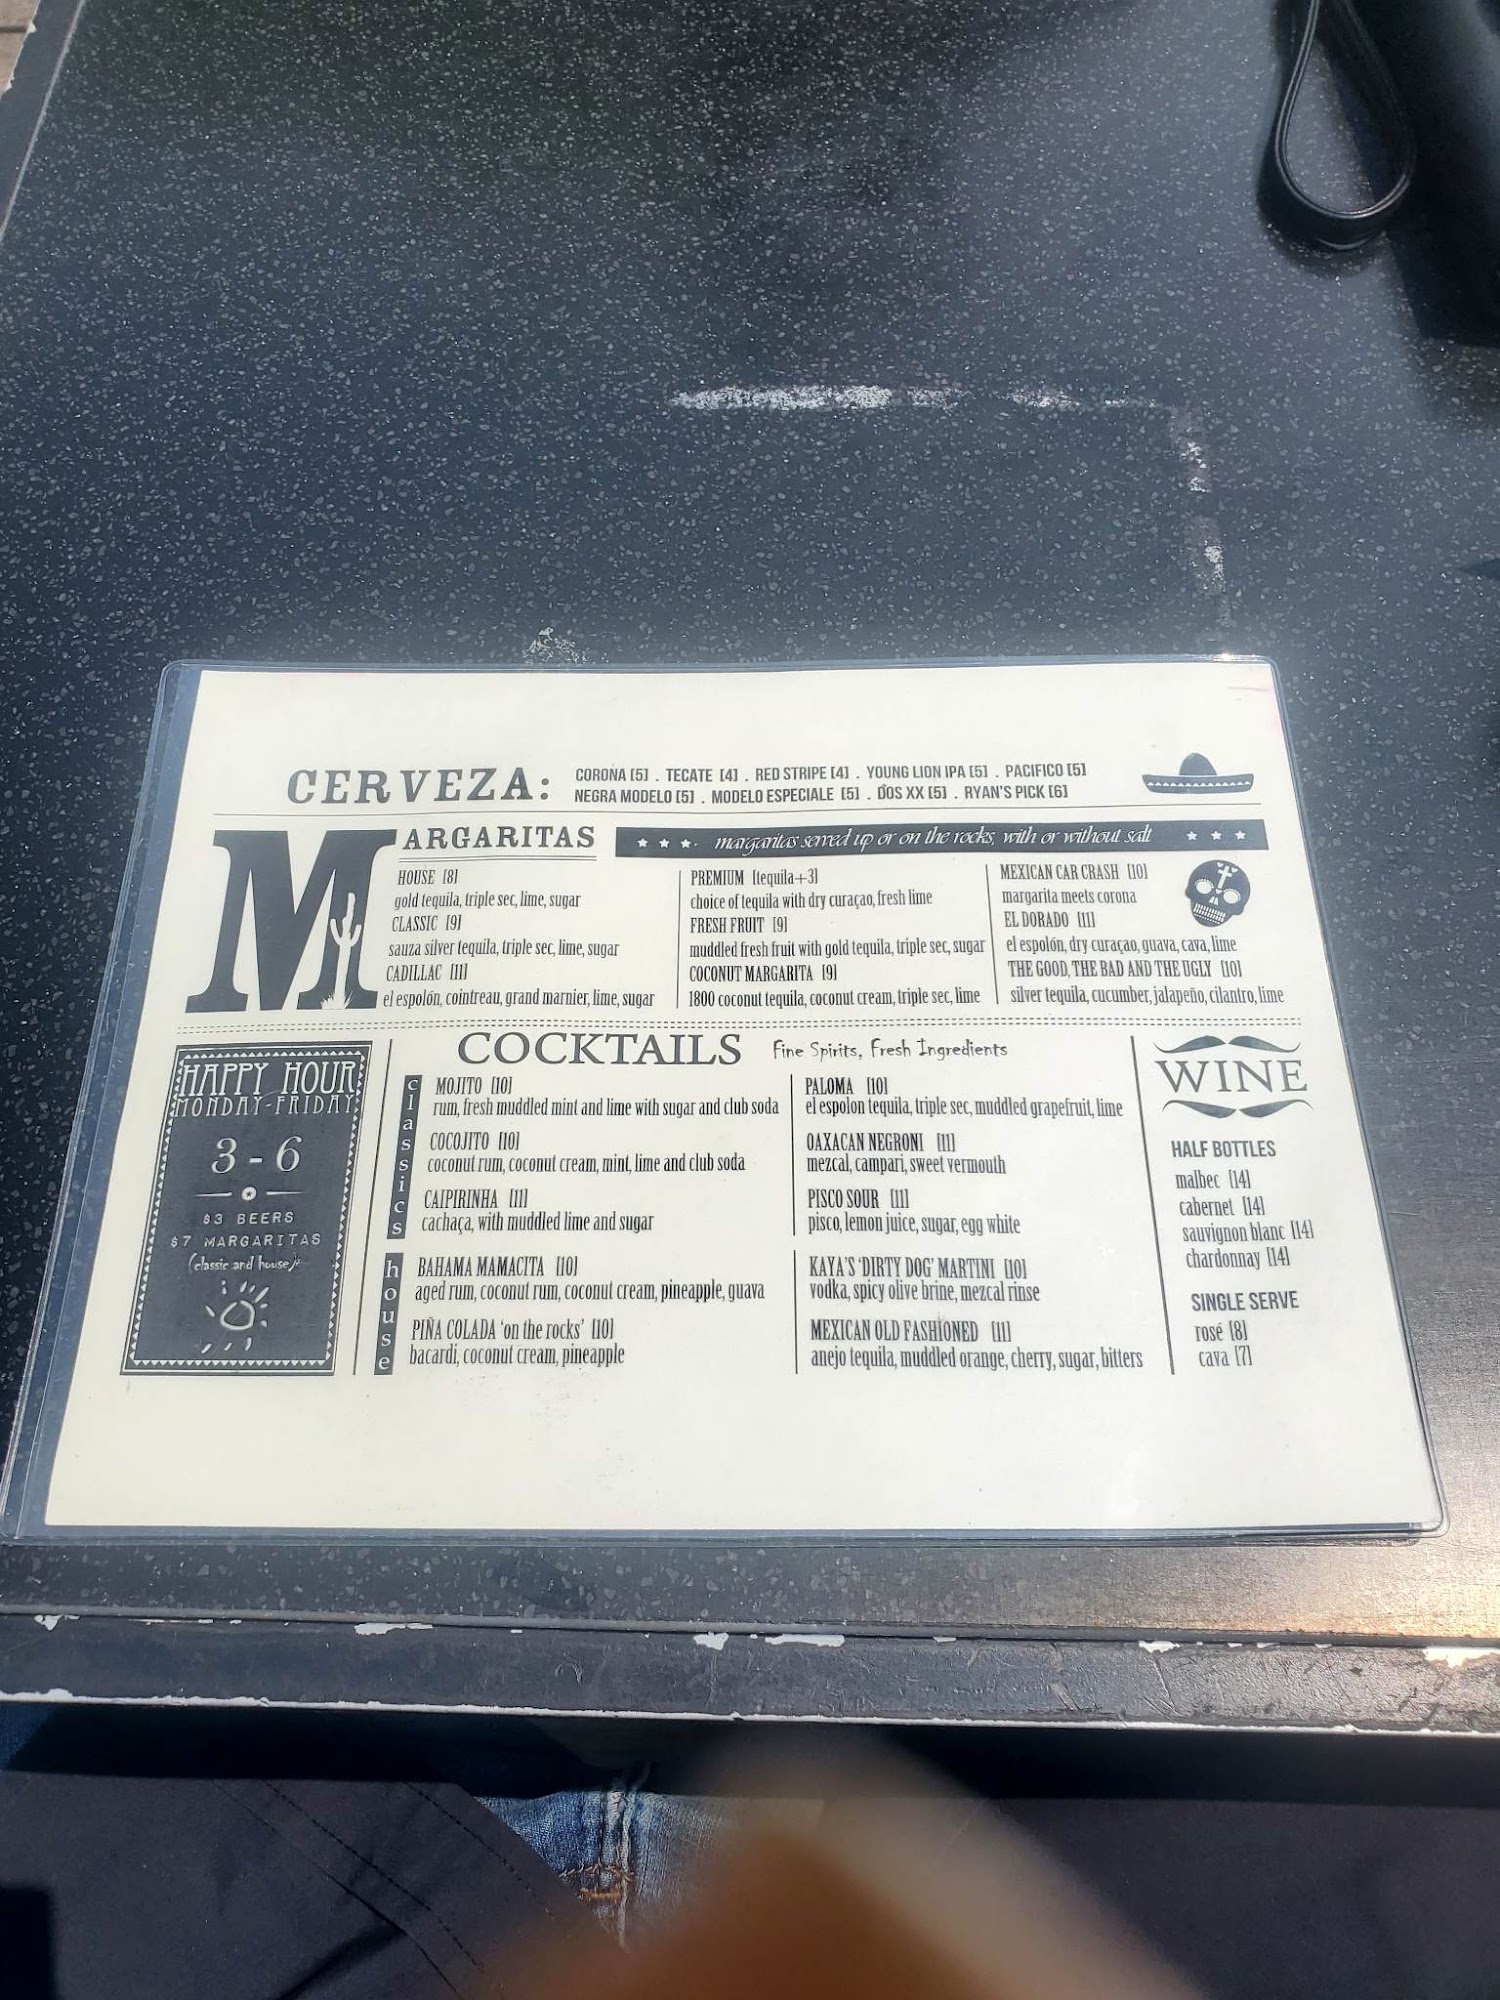 CERVEZA:
CORONA [5] . TECATE [4] . RED STRIPE [4] . YOUNG LION IPA [5] . PACIFICO [5]
NEGRA MODELO [5] . MODELO ESPECIALE [5] . DOS XX [5] . RYAN'S PICK [6]
MARGARITAS
margaritas served up or on the rocks, with or without salt
HOUSE [8]
gold tequila, triple sec, lime, sugar
CLASSIC [9]
sauza silver tequila, triple sec, lime, sugar
CADILLAC [11]
el espolón, cointreau, grand marnier, lime, sugar
PREMIUM [tequila+3]
choice of tequila with dry curaçao, fresh lime
FRESH FRUIT [9]
muddled fresh fruit with gold tequila, triple sec, sugar
COCONUT MARGARITA [9]
1800 coconut tequila, coconut cream, triple sec, lime
MEXICAN CAR CRASH [10]
margarita meets corona
EL DORADO [11]
el espolón, dry curaçao, guava, cava, lime
THE GOOD, THE BAD AND THE UGLY [10]
silver tequila, cucumber, jalapeño, cilantro, lime
HAPPY HOUR
MONDAY-FRIDAY
3 - 6
$3 BEERS
$7 MARGARITAS
(classic and house)
COCKTAILS Fine Spirits, Fresh Ingredients
classics
MOJITO [10]
rum, fresh muddled mint and lime with sugar and club soda
COCOJITO [10]
coconut rum, coconut cream, mint, lime and club soda
CAIPIRINHA [11]
cachaça, with muddled lime and sugar
PALOMA [10]
el espolon tequila, triple sec, muddled grapefruit, lime
OAXACAN NEGRONI [11]
mezcal, campari, sweet vermouth
PISCO SOUR [11]
pisco, lemon juice, sugar, egg white
house
BAHAMA MAMACITA [10]
aged rum, coconut rum, coconut cream, pineapple, guava
PIÑA COLADA 'on the rocks' [10]
bacardi, coconut cream, pineapple
KAYA'S 'DIRTY DOG' MARTINI [10]
vodka, spicy olive brine, mezcal rinse
MEXICAN OLD FASHIONED [11]
anejo tequila, muddled orange, cherry, sugar, bitters
WINE
HALF BOTTLES
malbec [14]
cabernet [14]
sauvignon blanc [14]
chardonnay [14]
SINGLE SERVE
rosé [8]
cava [7]